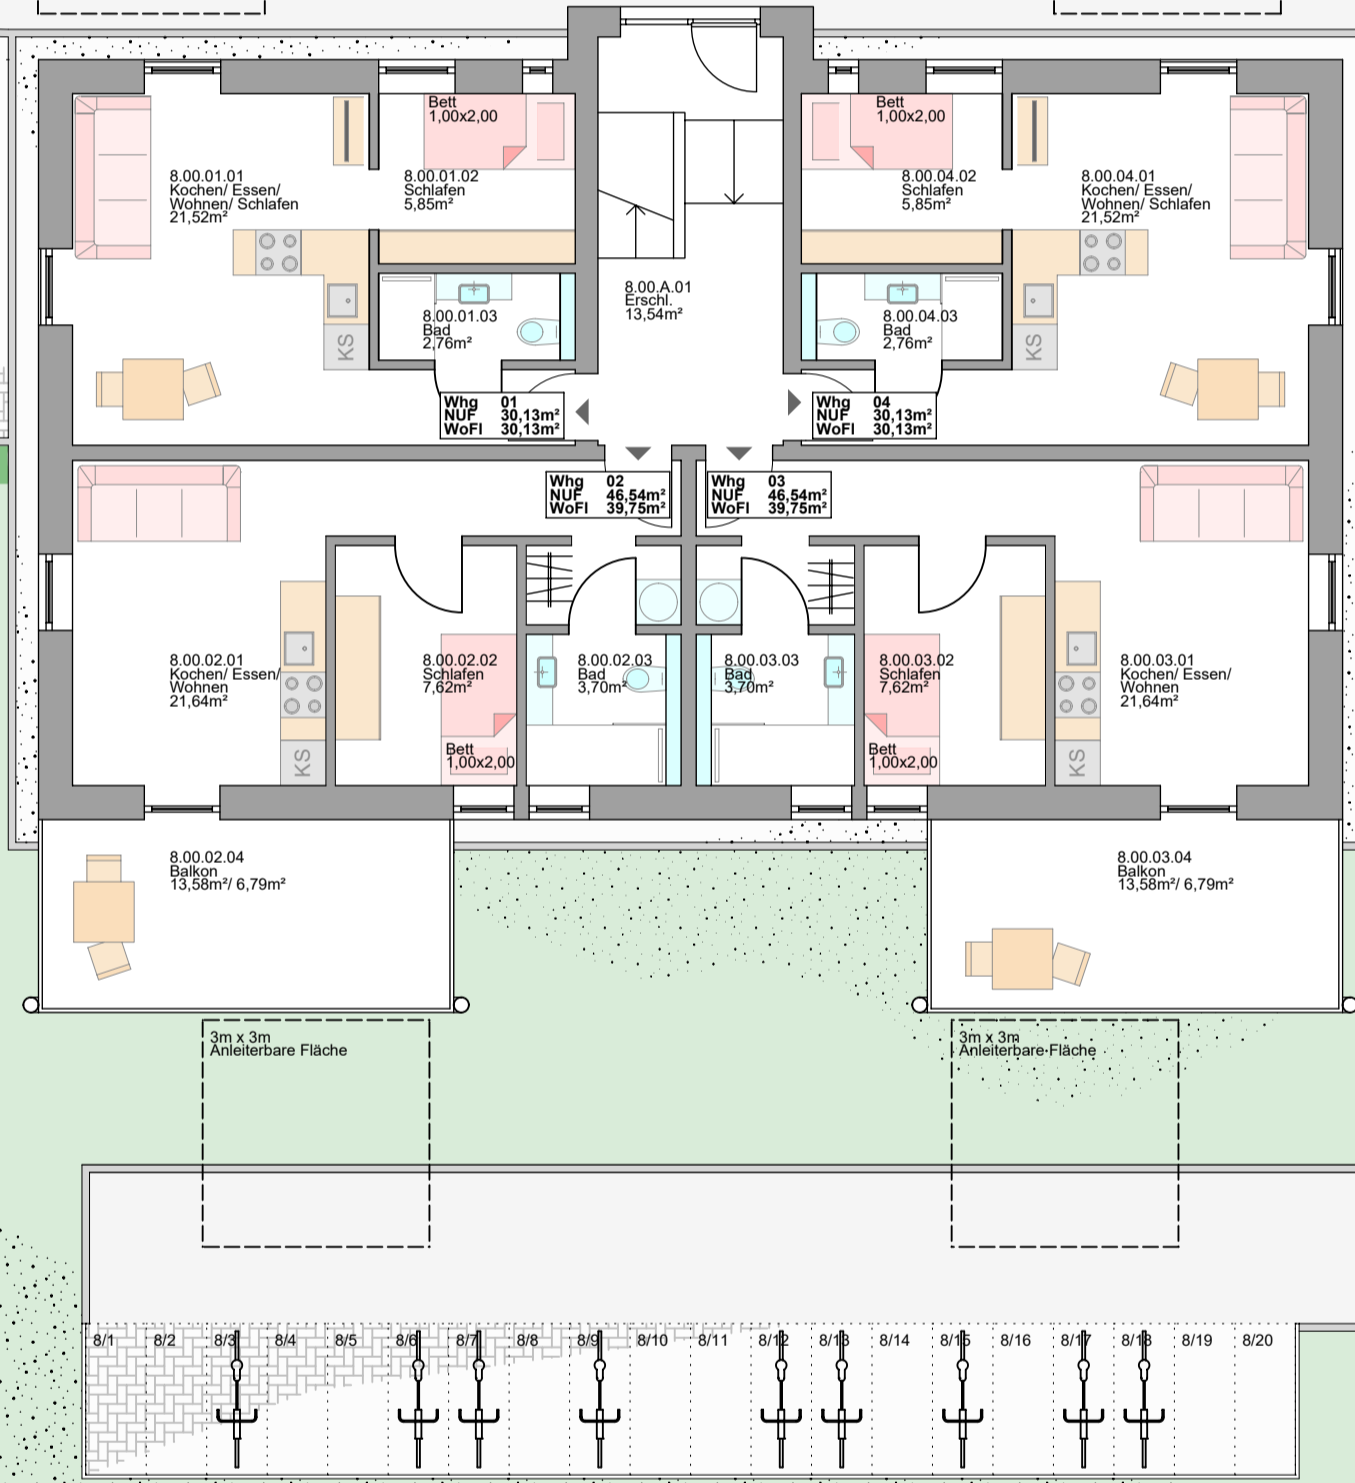 Bett
1,00x2,00
Bett
1,00x2,00
8.00.01.01
Kochen/ Essen/
Wohnen/ Schlafen
21,52m²
8.00.01.02
Schlafen
5,85m²
8.00.04.02
Schlafen
5,85m²
8.00.04.01
Kochen/ Essen/
Wohnen/ Schlafen
21,52m²
8.00.A.01
Erschl.
13,54m²
8.00.01.03
Bad
2,76m²
8.00.04.03
Bad
2,76m²
KS
KS
Whg 01
NUF 30,13m²
WoFl 30,13m²
Whg 04
NUF 30,13m²
WoFl 30,13m²
Whg 02
NUF 46,54m²
WoFl 39,75m²
Whg 03
NUF 46,54m²
WoFl 39,75m²
8.00.02.01
Kochen/ Essen/
Wohnen
21,64m²
8.00.02.02
Schlafen
7,62m²
8.00.02.03
Bad
3,70m²
8.00.03.03
Bad
3,70m²
8.00.03.02
Schlafen
7,62m²
8.00.03.01
Kochen/ Essen/
Wohnen
21,64m²
KS
Bett
1,00x2,00
Bett
1,00x2,00
KS
8.00.02.04
Balkon
13,58m²/ 6,79m²
8.00.03.04
Balkon
13,58m²/ 6,79m²
3m x 3m
Anleiterbare Fläche
3m x 3m
Anleiterbare Fläche
8/1 8/2 8/3 8/4 8/5 8/6 8/7 8/8 8/9 8/10 8/11 8/12 8/13 8/14 8/15 8/16 8/17 8/18 8/19 8/20